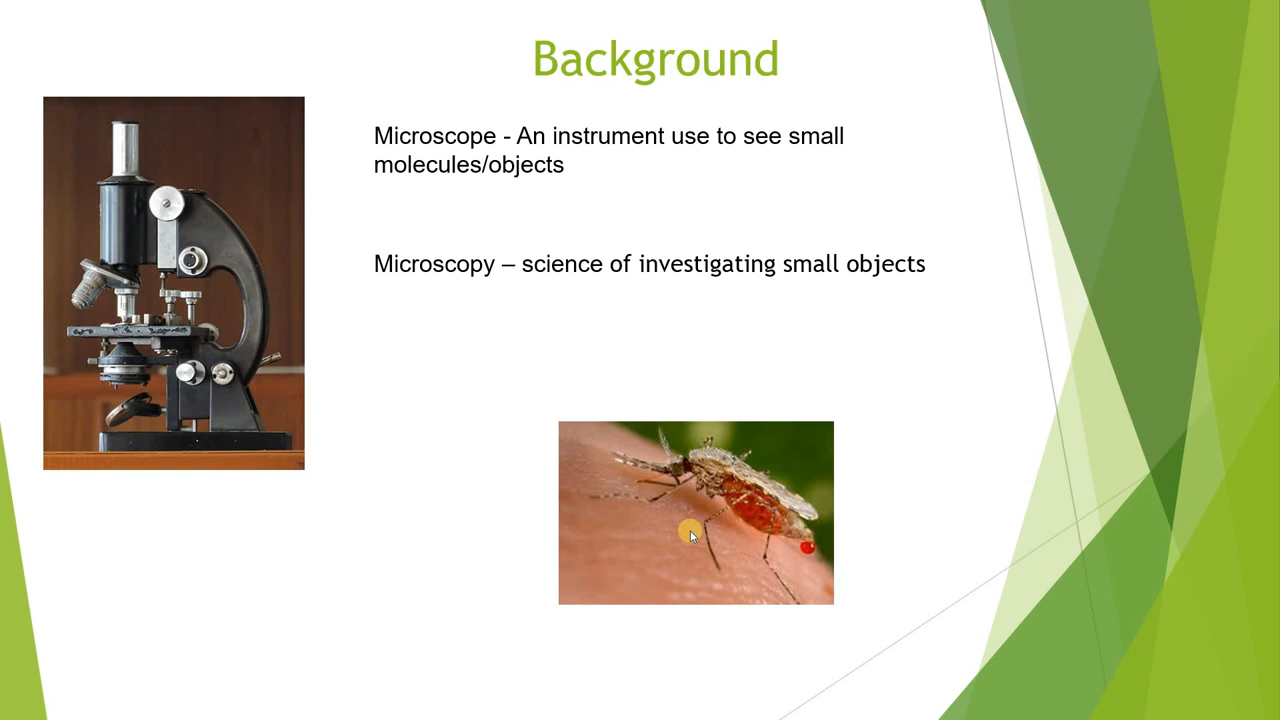 Background
Microscope - An instrument use to see small
molecules/objects
Microscopy – science of investigating small objects